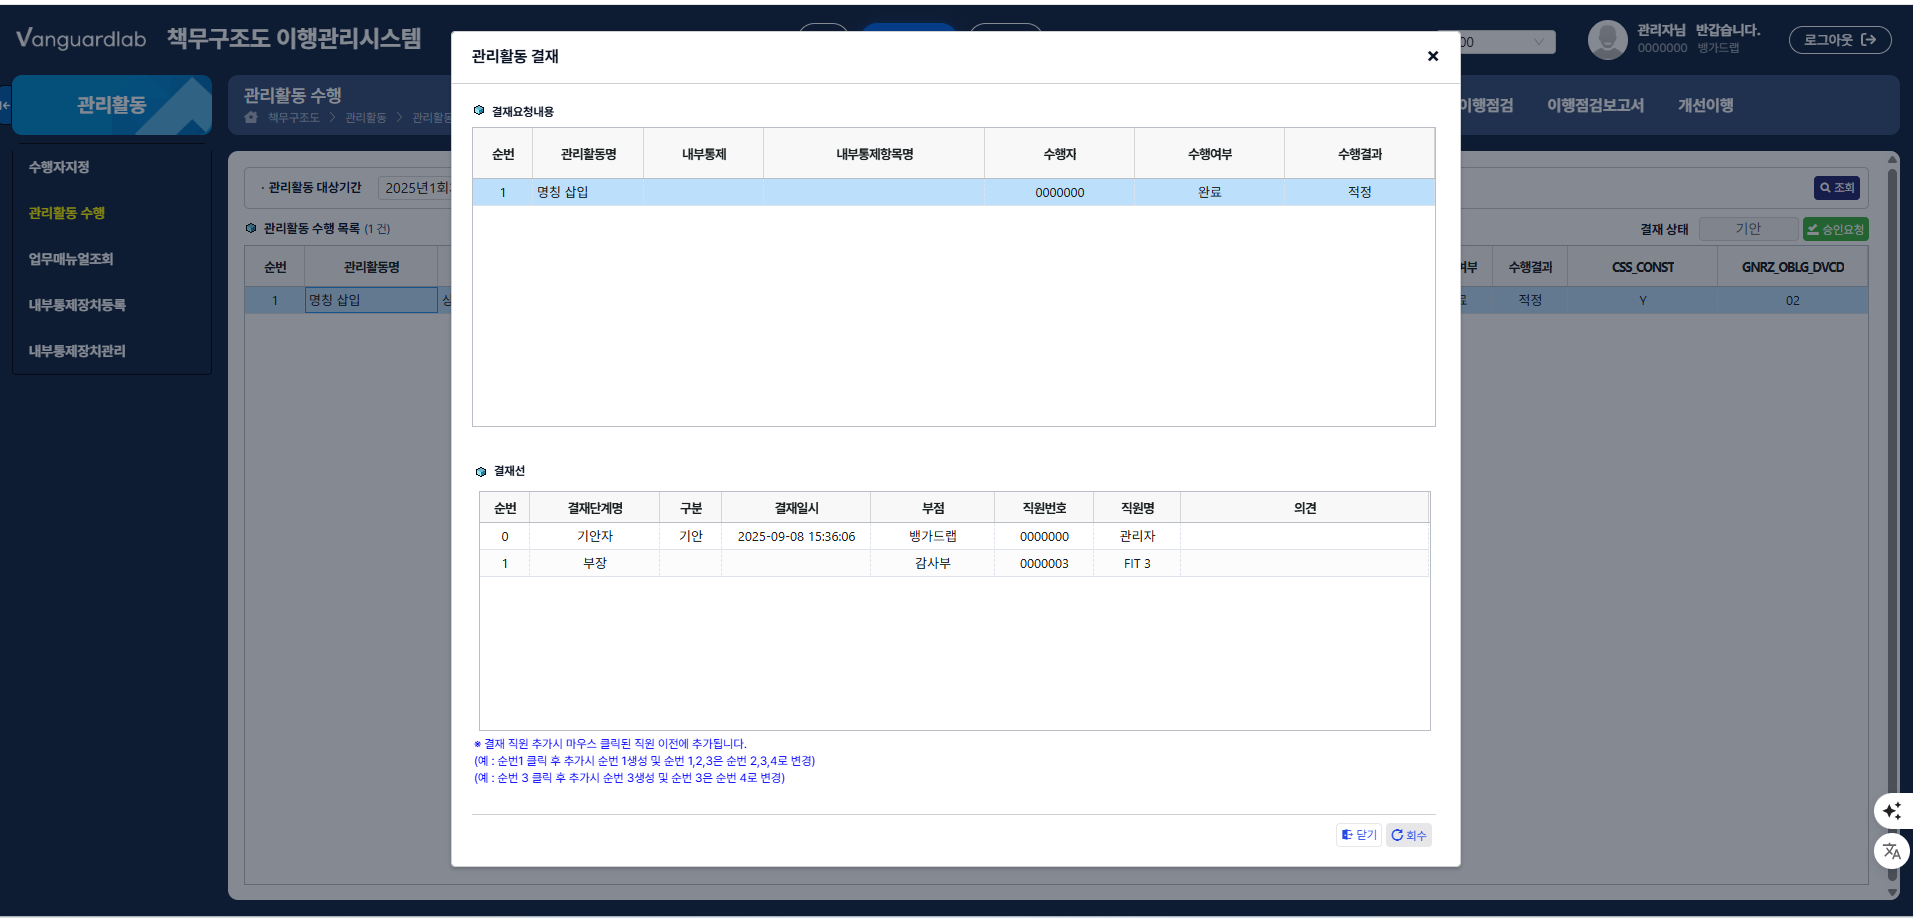 Vanguardlab 책무구조도 이행관리시스템
00
관리자님 반갑습니다.
0000000 뱅가드랩
로그아웃
관리활동
수행자지정
관리활동 수행
업무매뉴얼조회
내부통제장치등록
내부통제장치관리
관리활동 수행
책무구조도 > 관리활동 > 관리활동
이행점검 이행점검보고서 개선이행
· 관리활동 대상기간 2025년1회
조회
관리활동 수행 목록 (1 건)
결재 상태 기안 승인요청
순번 관리활동명
여부 수행결과 CSS_CONST GNRZ_OBLG_DVCD
1 명칭 삽입
적정 Y 02
관리활동 결재
결재요청내용
순번 관리활동명 내부통제 내부통제항목명 수행자 수행여부 수행결과
1 명칭 삽입 0000000 완료 적정
결재선
순번 결재단계명 구분 결재일시 부점 직원번호 직원명 의견
0 기안자 기안 2025-09-08 15:36:06 뱅가드랩 0000000 관리자
1 부장 감사부 0000003 FIT 3
※ 결재 직원 추가시 마우스 클릭된 직원 이전에 추가됩니다.
(예 : 순번1 클릭 후 추가시 순번 1생성 및 순번 1,2,3은 순번 2,3,4로 변경)
(예 : 순번 3 클릭 후 추가시 순번 3생성 및 순번 3은 순번 4로 변경)
닫기 회수